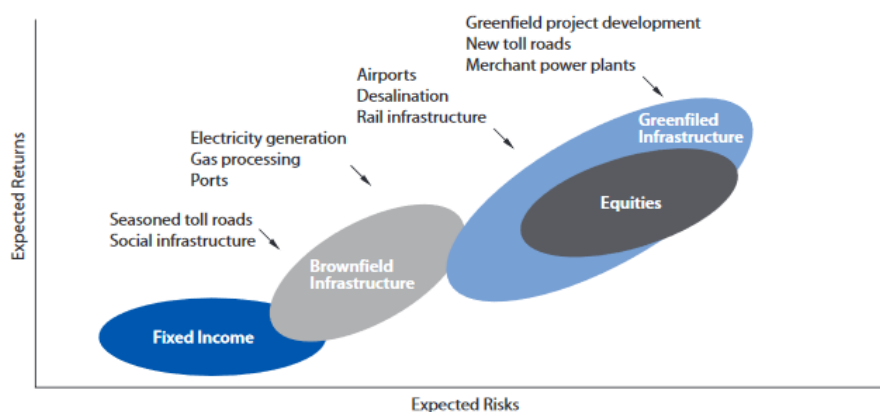 Greenfield project development
New toll roads
Merchant power plants
Airports
Desalination
Rail infrastructure
Electricity generation
Gas processing
Ports
Seasoned toll roads
Social infrastructure
Greenfiled
Infrastructure
Equities
Brownfield
Infrastructure
Fixed Income
Expected Returns
Expected Risks